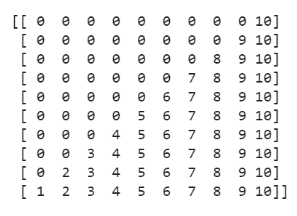 [[ 0 0 0 0 0 0 0 0 0 10]
[ 0 0 0 0 0 0 0 0 9 10]
[ 0 0 0 0 0 0 0 8 9 10]
[ 0 0 0 0 0 0 7 8 9 10]
[ 0 0 0 0 0 6 7 8 9 10]
[ 0 0 0 0 5 6 7 8 9 10]
[ 0 0 0 4 5 6 7 8 9 10]
[ 0 0 3 4 5 6 7 8 9 10]
[ 0 2 3 4 5 6 7 8 9 10]
[ 1 2 3 4 5 6 7 8 9 10]]